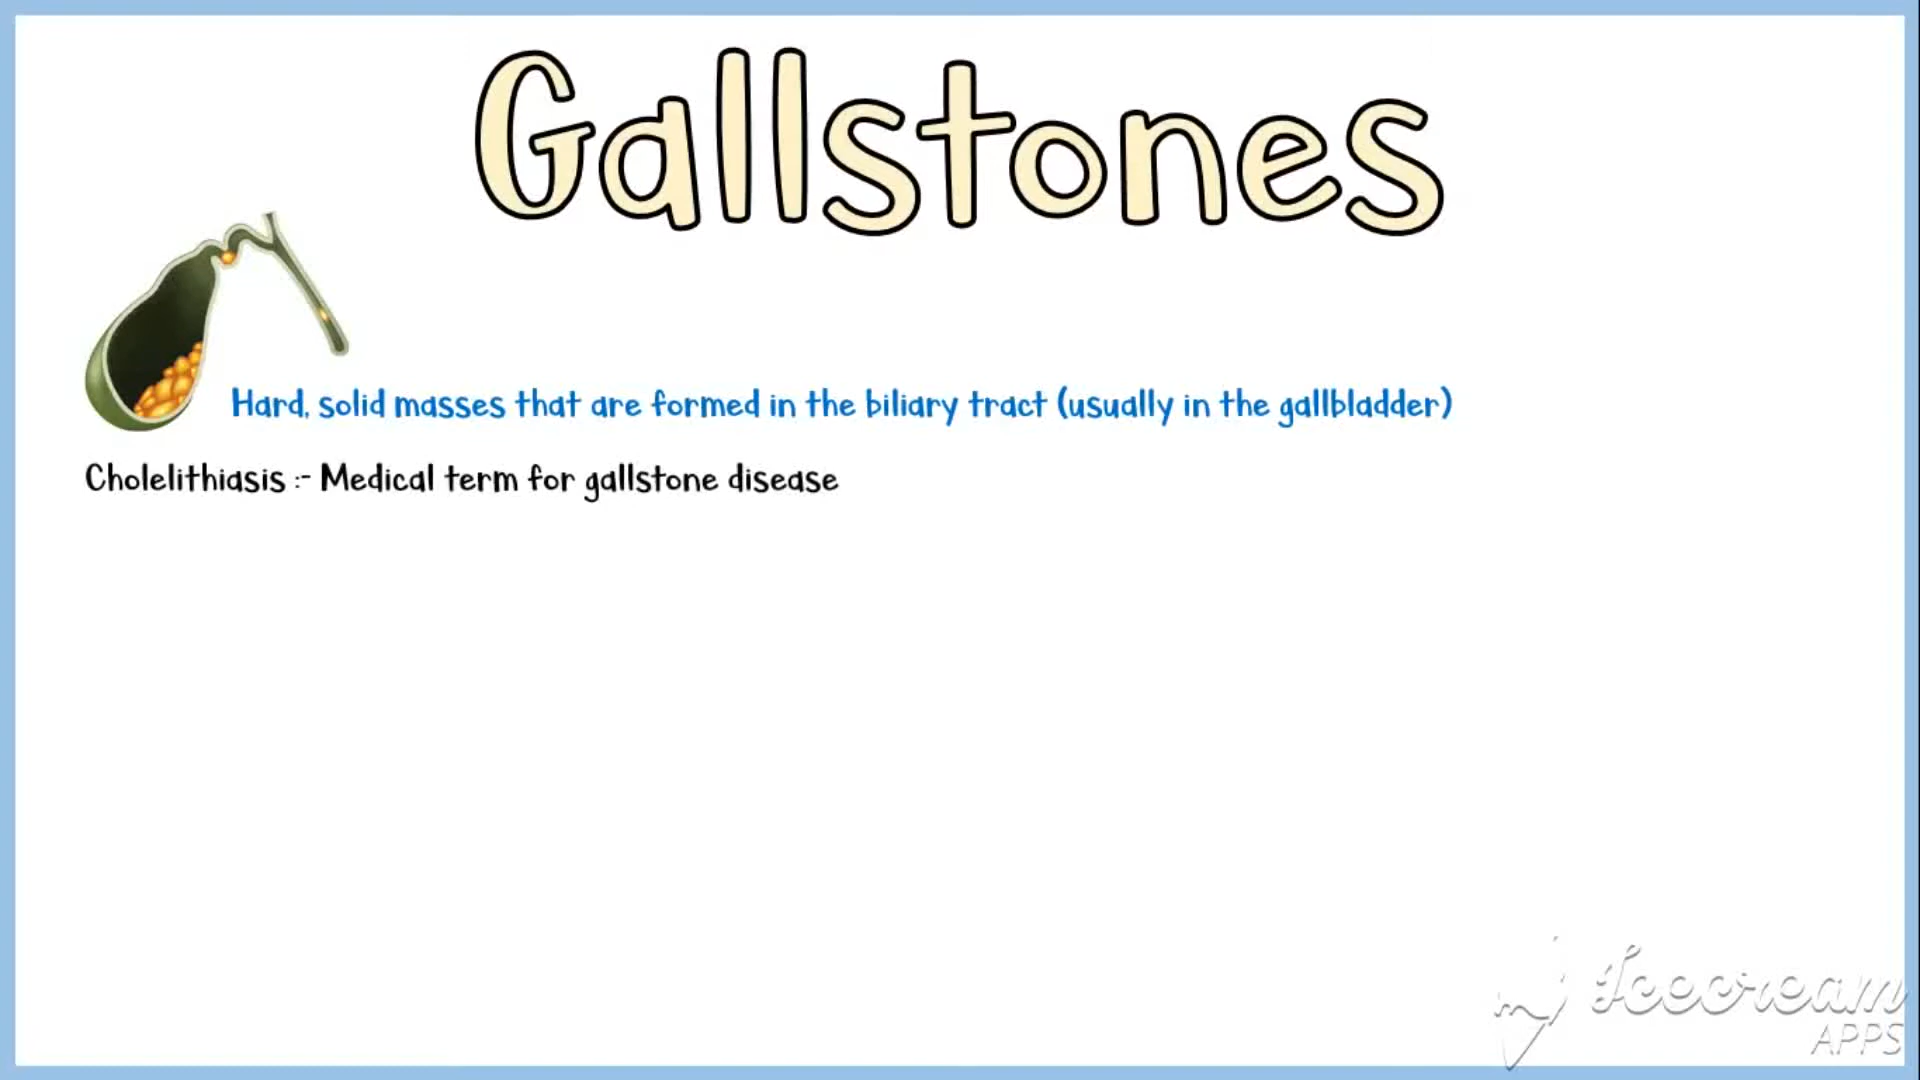 Gallstones
Hard, solid masses that are formed in the biliary tract (usually in the gallbladder)
Cholelithiasis :- Medical term for gallstone disease
Icecream
APPS